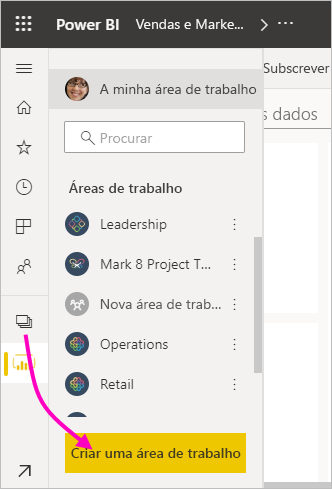 Power BI Vendas e Marke... > ...
A minha área de trabalho
Subscrever
Procurar
s dados
Áreas de trabalho
Leadership
Mark 8 Project T...
Nova área de trab...
Operations
Retail
Criar uma área de trabalho